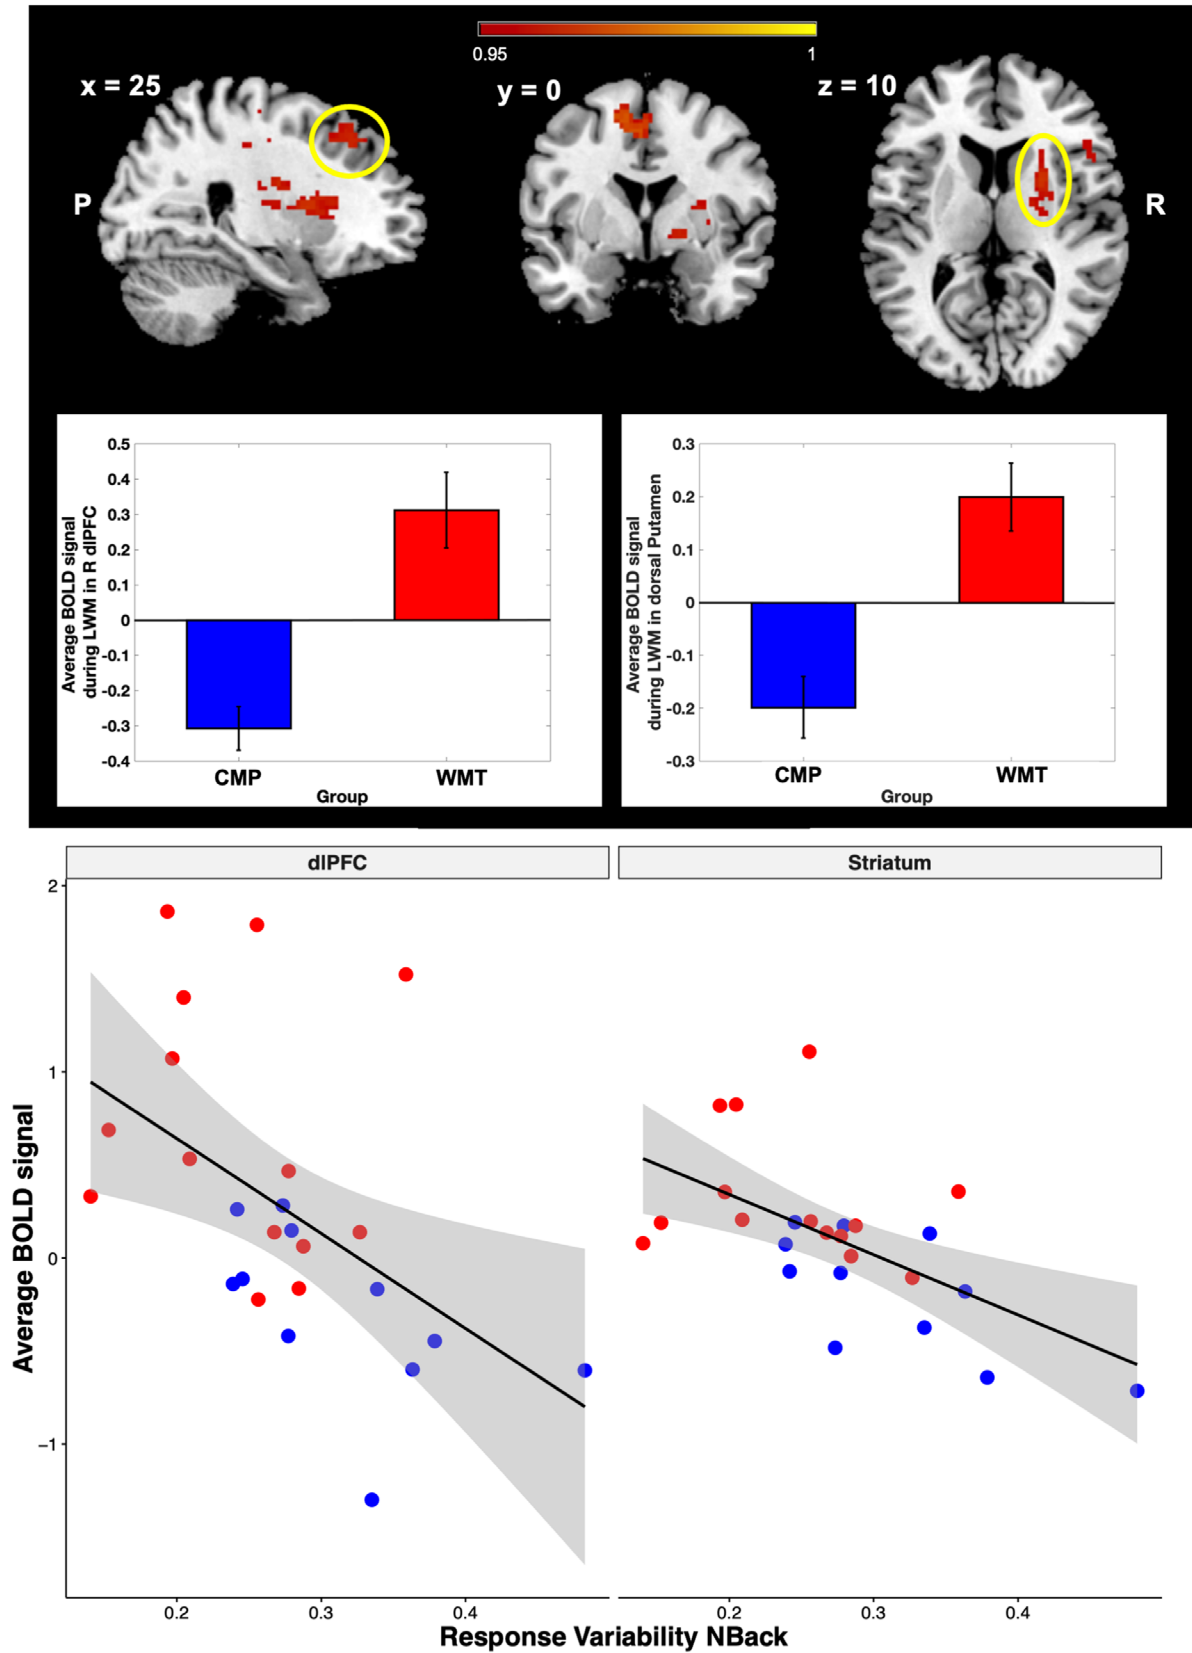 0.95 1
x = 25
y = 0
z = 10
P
R
Average BOLD signal
during LWM in R dlPFC
0.5
0.4
0.3
0.2
0.1
0
-0.1
-0.2
-0.3
-0.4
CMP WMT
Group
Average BOLD signal
during LWM in dorsal Putamen
0.3
0.2
0.1
0
-0.1
-0.2
-0.3
CMP WMT
Group
dlPFC
Striatum
Average BOLD signal
2
1
0
−1
0.2 0.3 0.4
0.2 0.3 0.4
Response Variability NBack